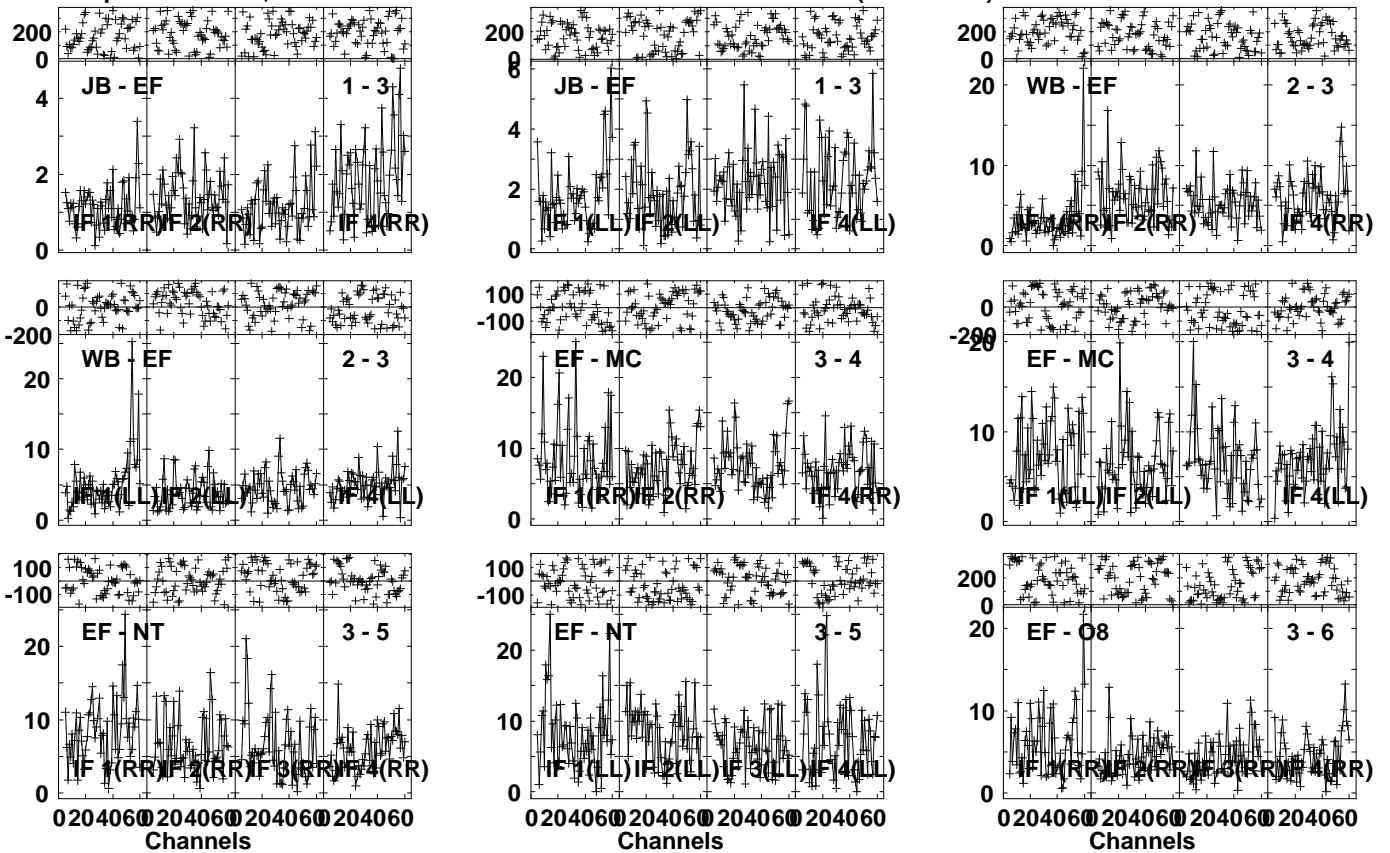 200
0
JB - EF 1 - 3
4
2
0
IF 1(RR) IF 2(RR) IF 4(RR)
200
0
JB - EF 1 - 3
6
4
2
0
IF 1(LL) IF 2(LL) IF 4(LL)
200
0
WB - EF 2 - 3
20
10
0
IF 1(RR) IF 2(RR) IF 4(RR)
0
-200
WB - EF 2 - 3
20
10
0
IF 1(LL) IF 2(LL) IF 4(LL)
100
-100
EF - MC 3 - 4
20
10
0
IF 1(RR) IF 2(RR) IF 4(RR)
0
-200
EF - MC 3 - 4
20
10
0
IF 1(LL) IF 2(LL) IF 4(LL)
100
-100
EF - NT 3 - 5
20
10
0
IF 1(RR) IF 2(RR) IF 3(RR) IF 4(RR)
0 20 40 60 0 20 40 60 0 20 40 60 0 20 40 60
Channels
100
-100
EF - NT 3 - 5
20
10
0
IF 1(LL) IF 2(LL) IF 3(LL) IF 4(LL)
0 20 40 60 0 20 40 60 0 20 40 60 0 20 40 60
Channels
200
0
EF - O8 3 - 6
20
10
0
IF 1(RR) IF 2(RR) IF 3(RR) IF 4(RR)
0 20 40 60 0 20 40 60 0 20 40 60 0 20 40 60
Channels